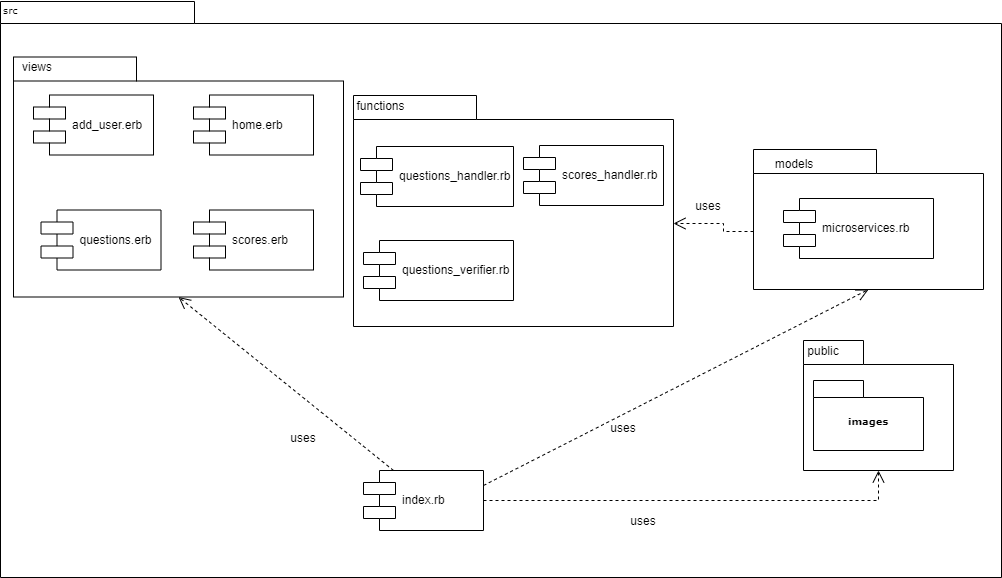 src
views
add_user.erb
home.erb
questions.erb
scores.erb
functions
questions_handler.rb
scores_handler.rb
questions_verifier.rb
uses
models
microservices.rb
public
images
uses
uses
index.rb
uses